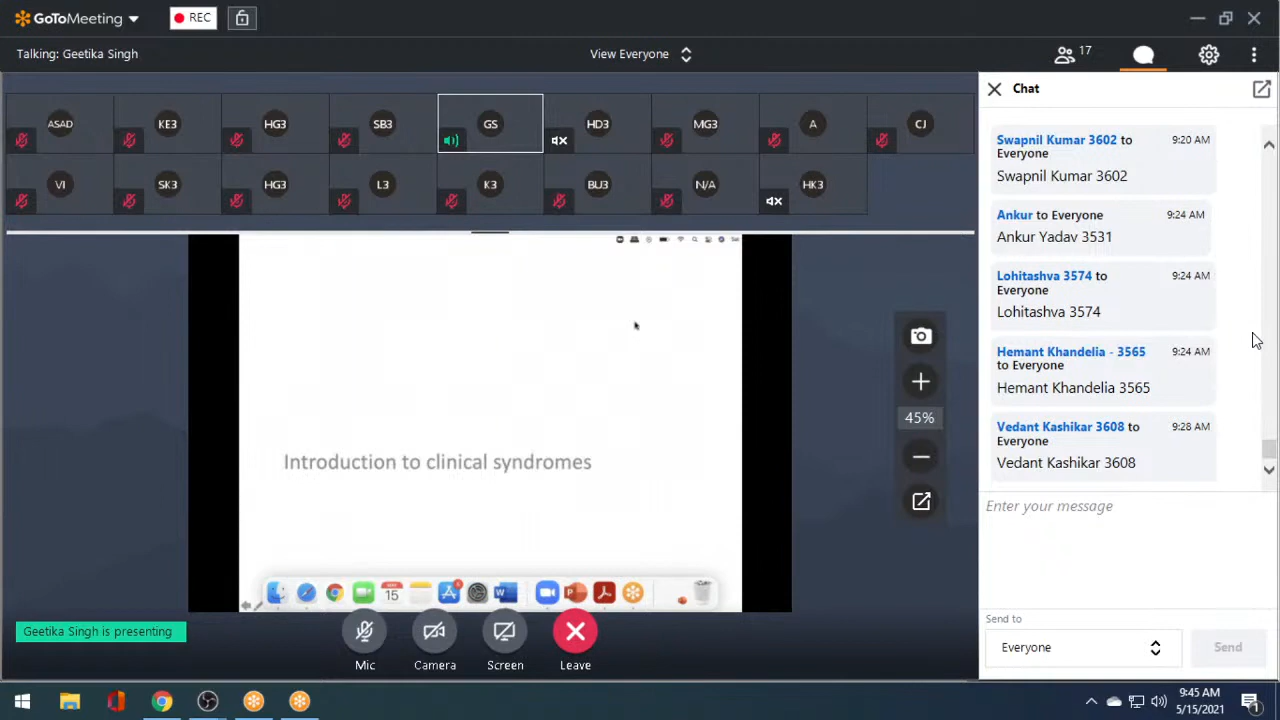 GoToMeeting
REC
Talking: Geetika Singh
View Everyone
17
ASAD
KE3
HG3
SB3
GS
HD3
MG3
A
CJ
VI
SK3
HG3
L3
K3
BU3
N/A
HK3
Introduction to clinical syndromes
15
W
45%
Geetika Singh is presenting
Mic
Camera
Screen
Leave
Chat
Swapnil Kumar 3602 to
Everyone
9:20 AM
Swapnil Kumar 3602
Ankur to Everyone
9:24 AM
Ankur Yadav 3531
Lohitashva 3574 to
Everyone
9:24 AM
Lohitashva 3574
Hemant Khandelia - 3565
to Everyone
9:24 AM
Hemant Khandelia 3565
Vedant Kashikar 3608 to
Everyone
9:28 AM
Vedant Kashikar 3608
Enter your message
Send to
Everyone
Send
9:45 AM
5/15/2021
1